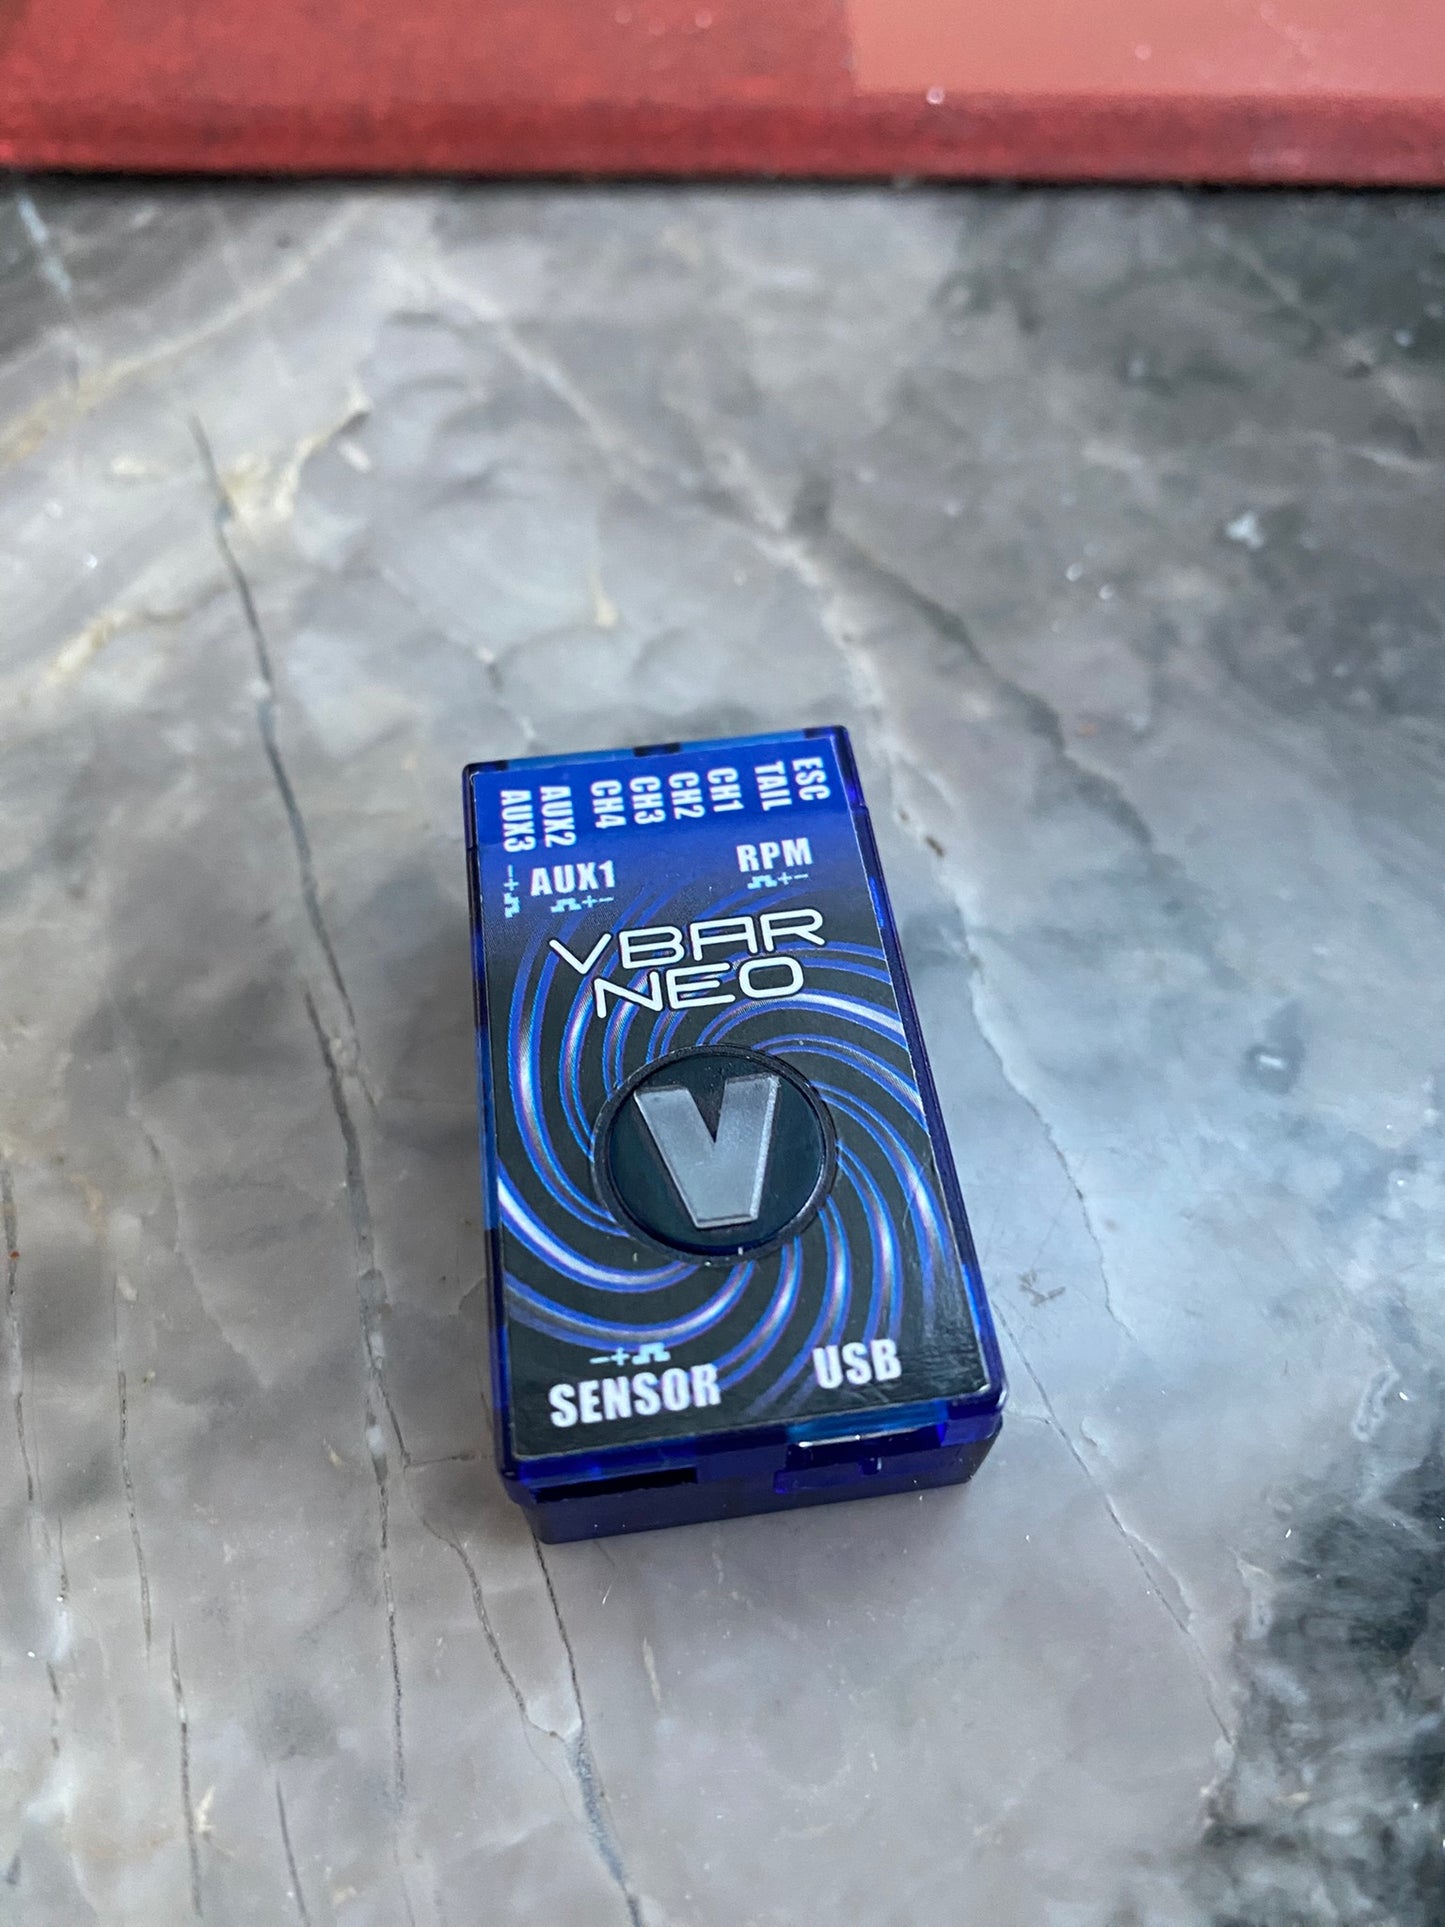 AUX3
AUX2
CH4
CH3
CH2
CH1
TAIL
ESC
-+
AUX1
+-
RPM
+-
VBAR
NEO
V
-+
SENSOR
USB